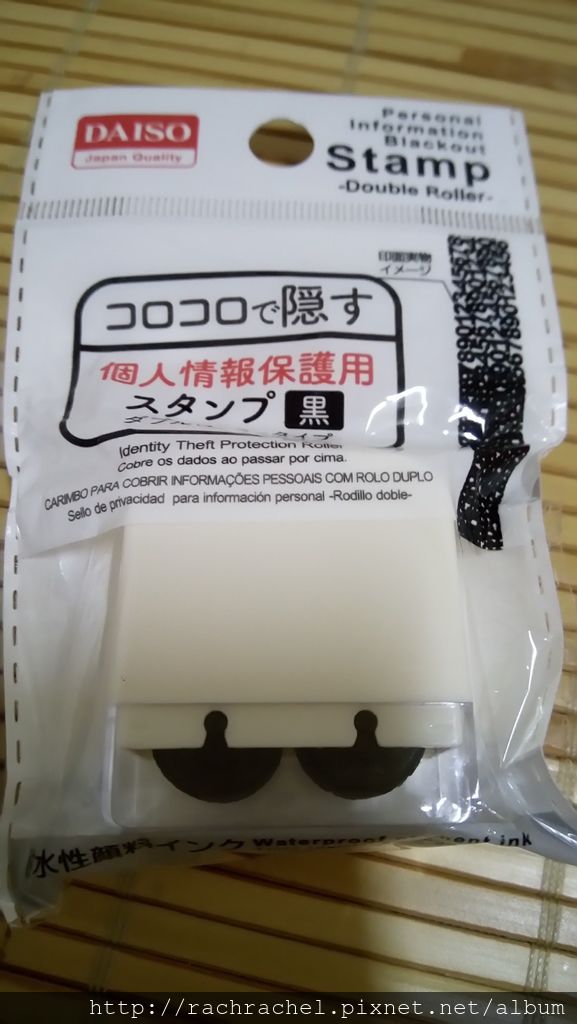 DAISO
Japan Quality
Personal
Information
Blackout
Stamp
-Double Roller-
印面実物
イメージ
コロコロで隠す
個人情報保護用
スタンプ 黒
Identity Theft Protection Roller
Cobre os dados ao passar por cima.
CARIMBO PARA COBRIR INFORMAÇÕES PESSOAIS COM ROLO DUPLO
Sello de privacidad para información personal -Rodillo doble-
水性顔料インク Waterproof ink
http://rachrachel.pixnet.net/album